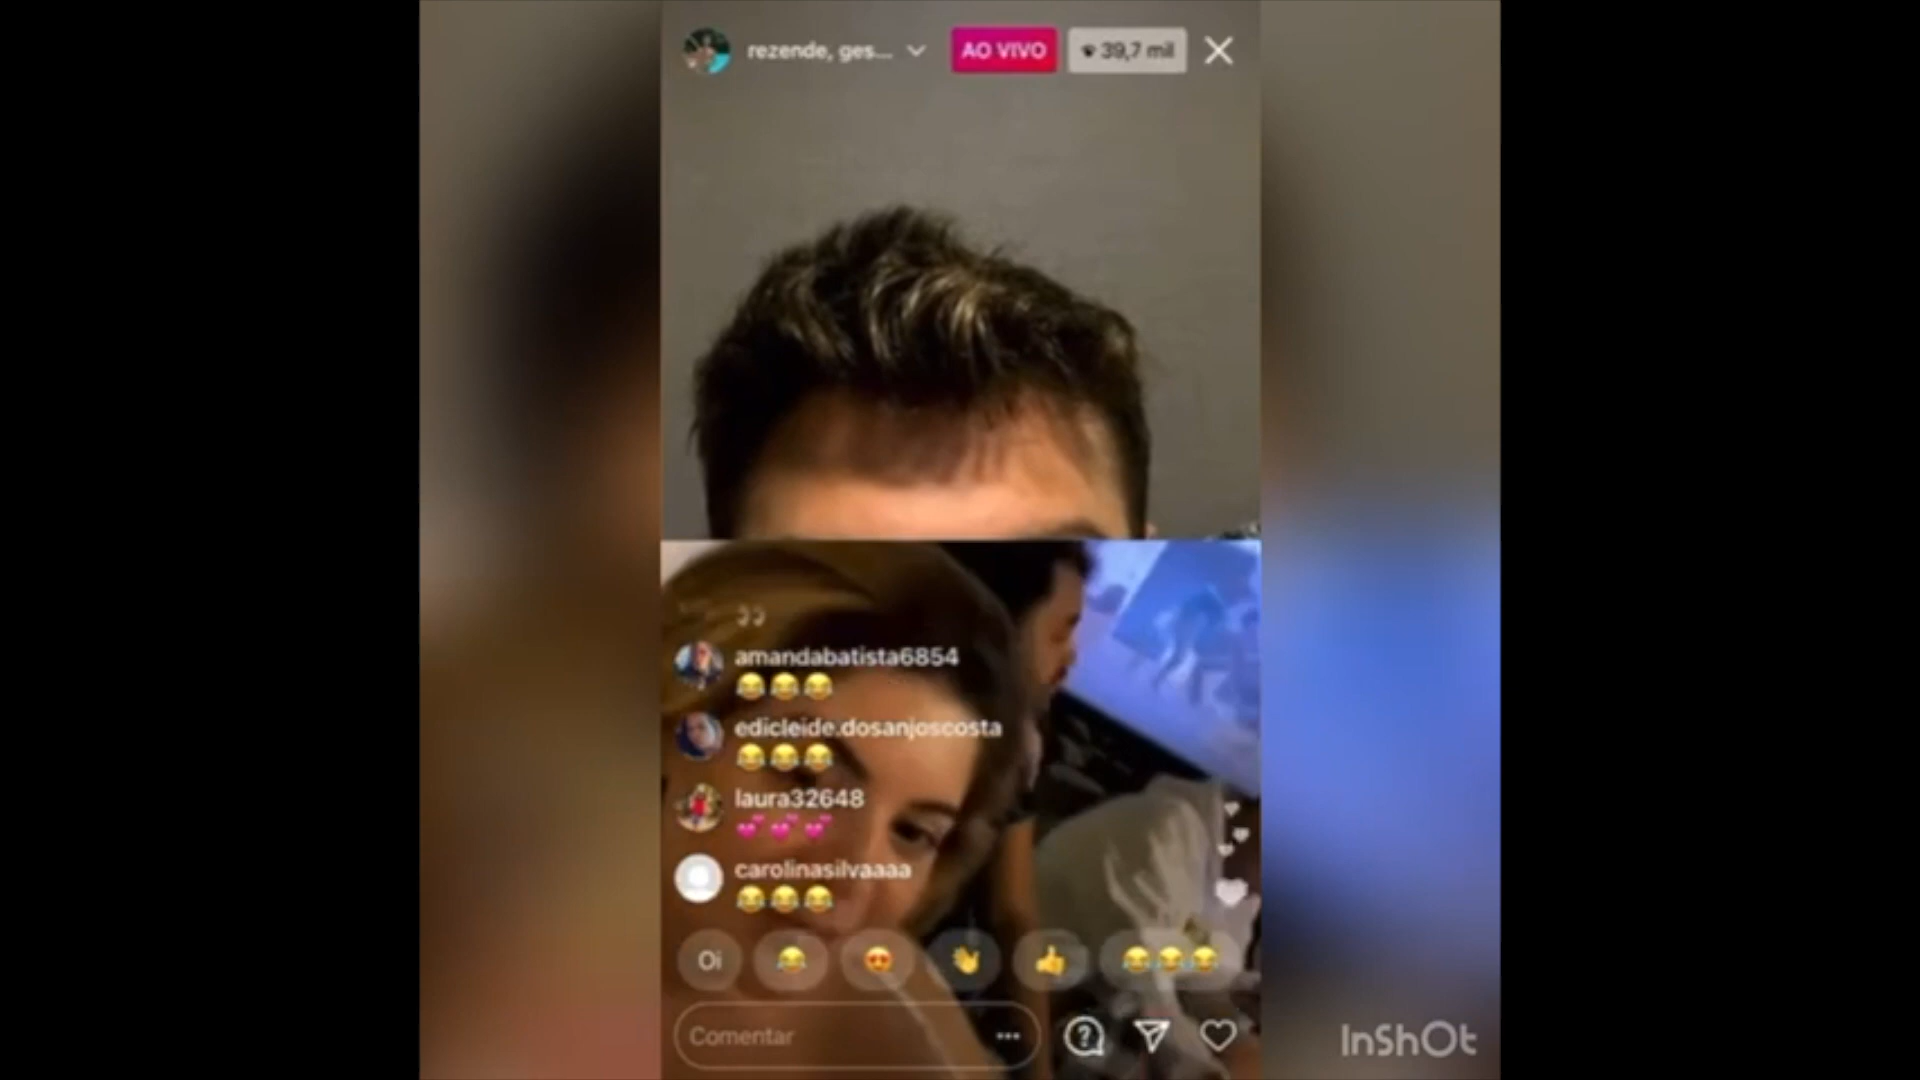 rezende, ges...
AO VIVO
39,7 mil
amandabatista6854
😂😂😂
edicleide.dosanjoscosta
😂😂😂
laura32648
💕💕💕
carolinasilvaaaa
😂😂😂
Oi 😂 😍 👋 👍 😂😂😂
Comentar
InShOt